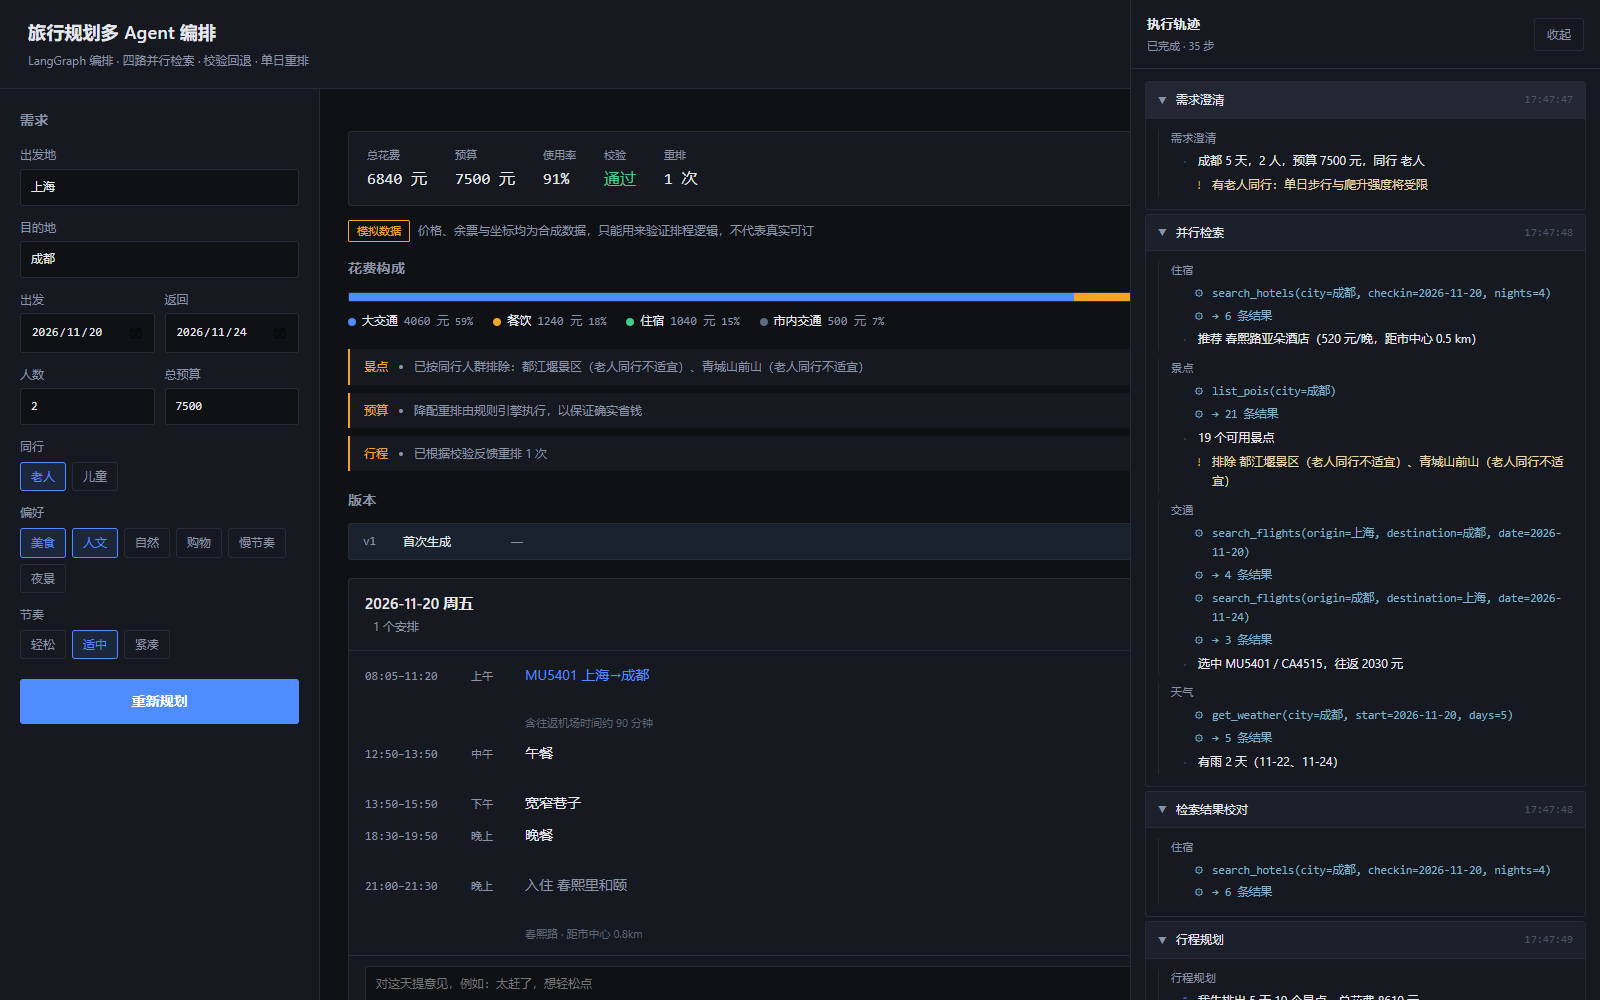 旅行规划多 Agent 编排
LangGraph 编排 · 四路并行检索 · 校验回退 · 单日重排
需求
出发地
上海
目的地
成都
出发 返回
2026/11/20 2026/11/24
人数 总预算
2 7500
同行
老人 儿童
偏好
美食 人文 自然 购物 慢节奏
夜景
节奏
轻松 适中 紧凑
重新规划
总花费 预算 使用率 校验 重排
6840 元 7500 元 91% 通过 1 次
模拟数据 价格、余票与坐标均为合成数据，只能用来验证排程逻辑，不代表真实可订
花费构成
大交通 4060 元 59% 餐饮 1240 元 18% 住宿 1040 元 15% 市内交通 500 元 7%
景点 • 已按同行人群排除：都江堰景区（老人同行不适宜）、青城山前山（老人同行不适宜）
预算 • 降配重排由规则引擎执行，以保证确实省钱
行程 • 已根据校验反馈重排 1 次
版本
v1 首次生成 —
2026-11-20 周五
1 个安排
08:05–11:20 上午 MU5401 上海→成都
含往返机场时间约 90 分钟
12:50–13:50 中午 午餐
13:50–15:50 下午 宽窄巷子
18:30–19:50 晚上 晚餐
21:00–21:30 晚上 入住 春熙里和颐
春熙路 · 距市中心 0.8km
对这天提意见，例如：太赶了，想轻松点
执行轨迹
已完成 · 35 步
收起
▼ 需求澄清 17:47:47
需求澄清
· 成都 5 天，2 人，预算 7500 元，同行 老人
! 有老人同行：单日步行与爬升强度将受限
▼ 并行检索 17:47:48
住宿
⚙ search_hotels(city=成都, checkin=2026-11-20, nights=4)
⚙ → 6 条结果
· 推荐 春熙路亚朵酒店（520 元/晚，距市中心 0.5 km）
景点
⚙ list_pois(city=成都)
⚙ → 21 条结果
· 19 个可用景点
! 排除 都江堰景区（老人同行不适宜）、青城山前山（老人同行不适
宜）
交通
⚙ search_flights(origin=上海, destination=成都, date=2026-
11-20)
⚙ → 4 条结果
⚙ search_flights(origin=成都, destination=上海, date=2026-
11-24)
⚙ → 3 条结果
· 选中 MU5401 / CA4515，往返 2030 元
天气
⚙ get_weather(city=成都, start=2026-11-20, days=5)
⚙ → 5 条结果
· 有雨 2 天（11-22、11-24）
▼ 检索结果校对 17:47:48
住宿
⚙ search_hotels(city=成都, checkin=2026-11-20, nights=4)
⚙ → 6 条结果
▼ 行程规划 17:47:49
行程规划